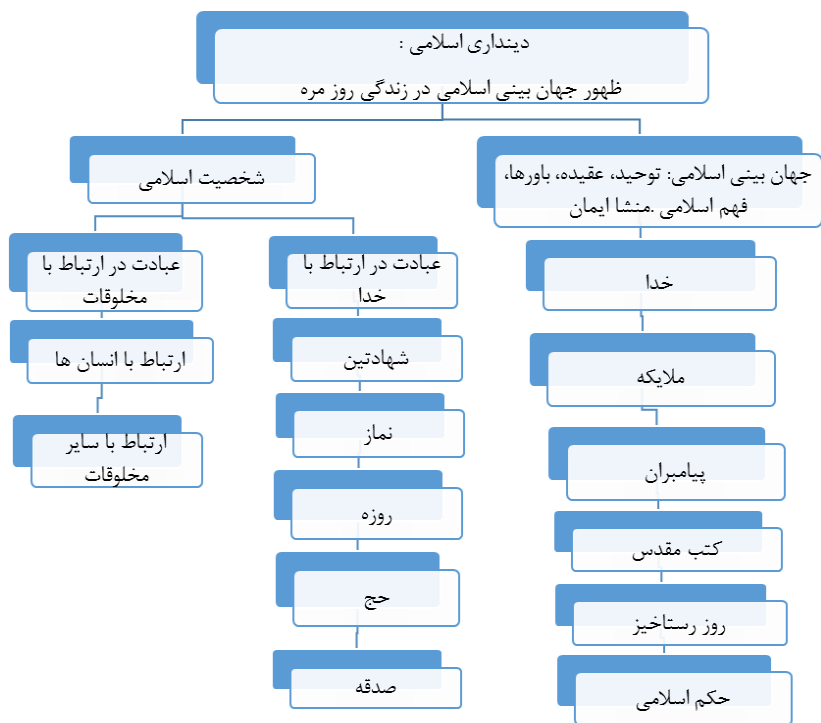 دینداری اسلامی :
ظهور جهان بینی اسلامی در زندگی روز مره
جهان بینی اسلامی: توحید، عقیده، باورها،
فهم اسلامی .منشا ایمان
خدا
ملایکه
پیامبران
کتب مقدس
روز رستاخیز
حکم اسلامی
شخصیت اسلامی
عبادت در ارتباط با
خدا
شهادتین
نماز
روزه
حج
صدقه
عبادت در ارتباط با
مخلوقات
ارتباط با انسان ها
ارتباط با سایر
مخلوقات